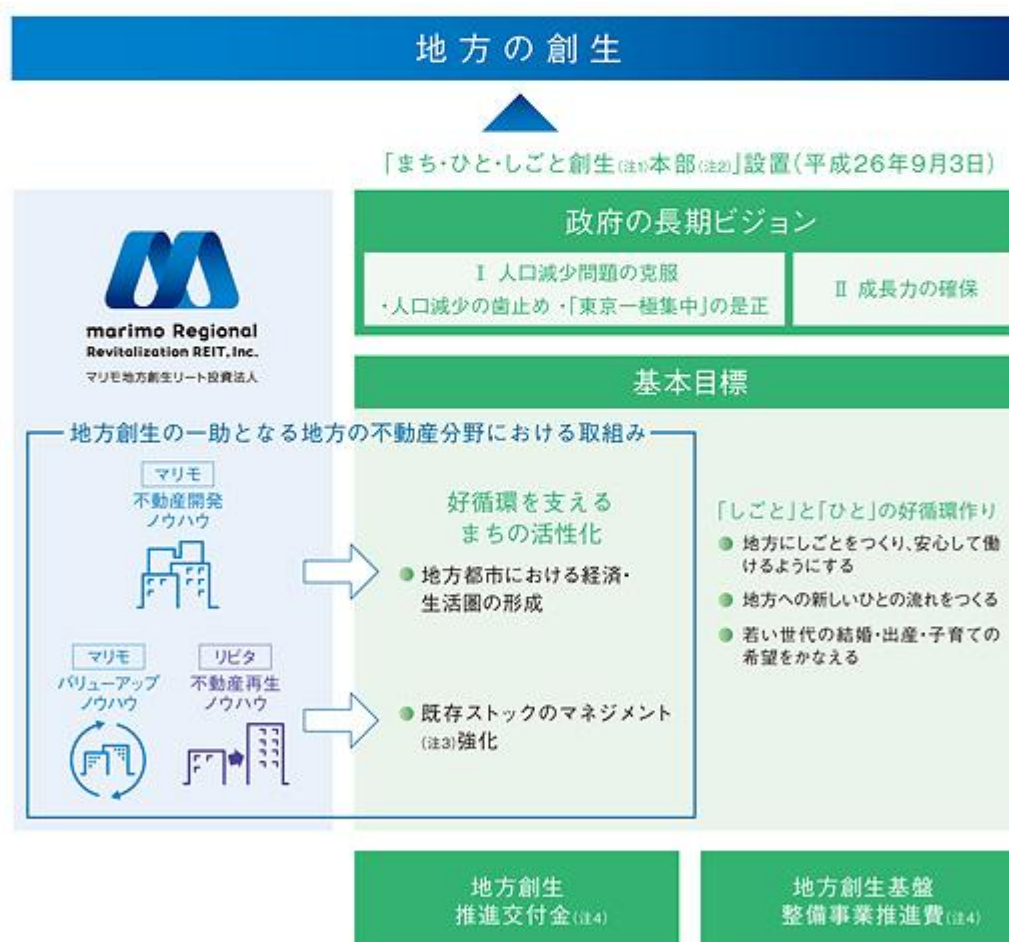 地方の創生
「まち・ひと・しごと創生(注1)本部(注2)」設置(平成26年9月3日)
marimo Regional
Revitalization REIT, Inc.
マリモ地方創生リート投資法人
政府の長期ビジョン
Ⅰ 人口減少問題の克服
・人口減少の歯止め ・「東京一極集中」の是正
Ⅱ 成長力の確保
基本目標
地方創生の一助となる地方の不動産分野における取組み
マリモ
不動産開発
ノウハウ
マリモ
バリューアップ
ノウハウ
リビタ
不動産再生
ノウハウ
好循環を支える
まちの活性化
地方都市における経済・
生活圏の形成
既存ストックのマネジメント
(注3)強化
「しごと」と「ひと」の好循環作り
地方にしごとをつくり、安心して働
けるようにする
地方への新しいひとの流れをつくる
若い世代の結婚・出産・子育ての
希望をかなえる
地方創生
推進交付金(注4)
地方創生基盤
整備事業推進費(注4)